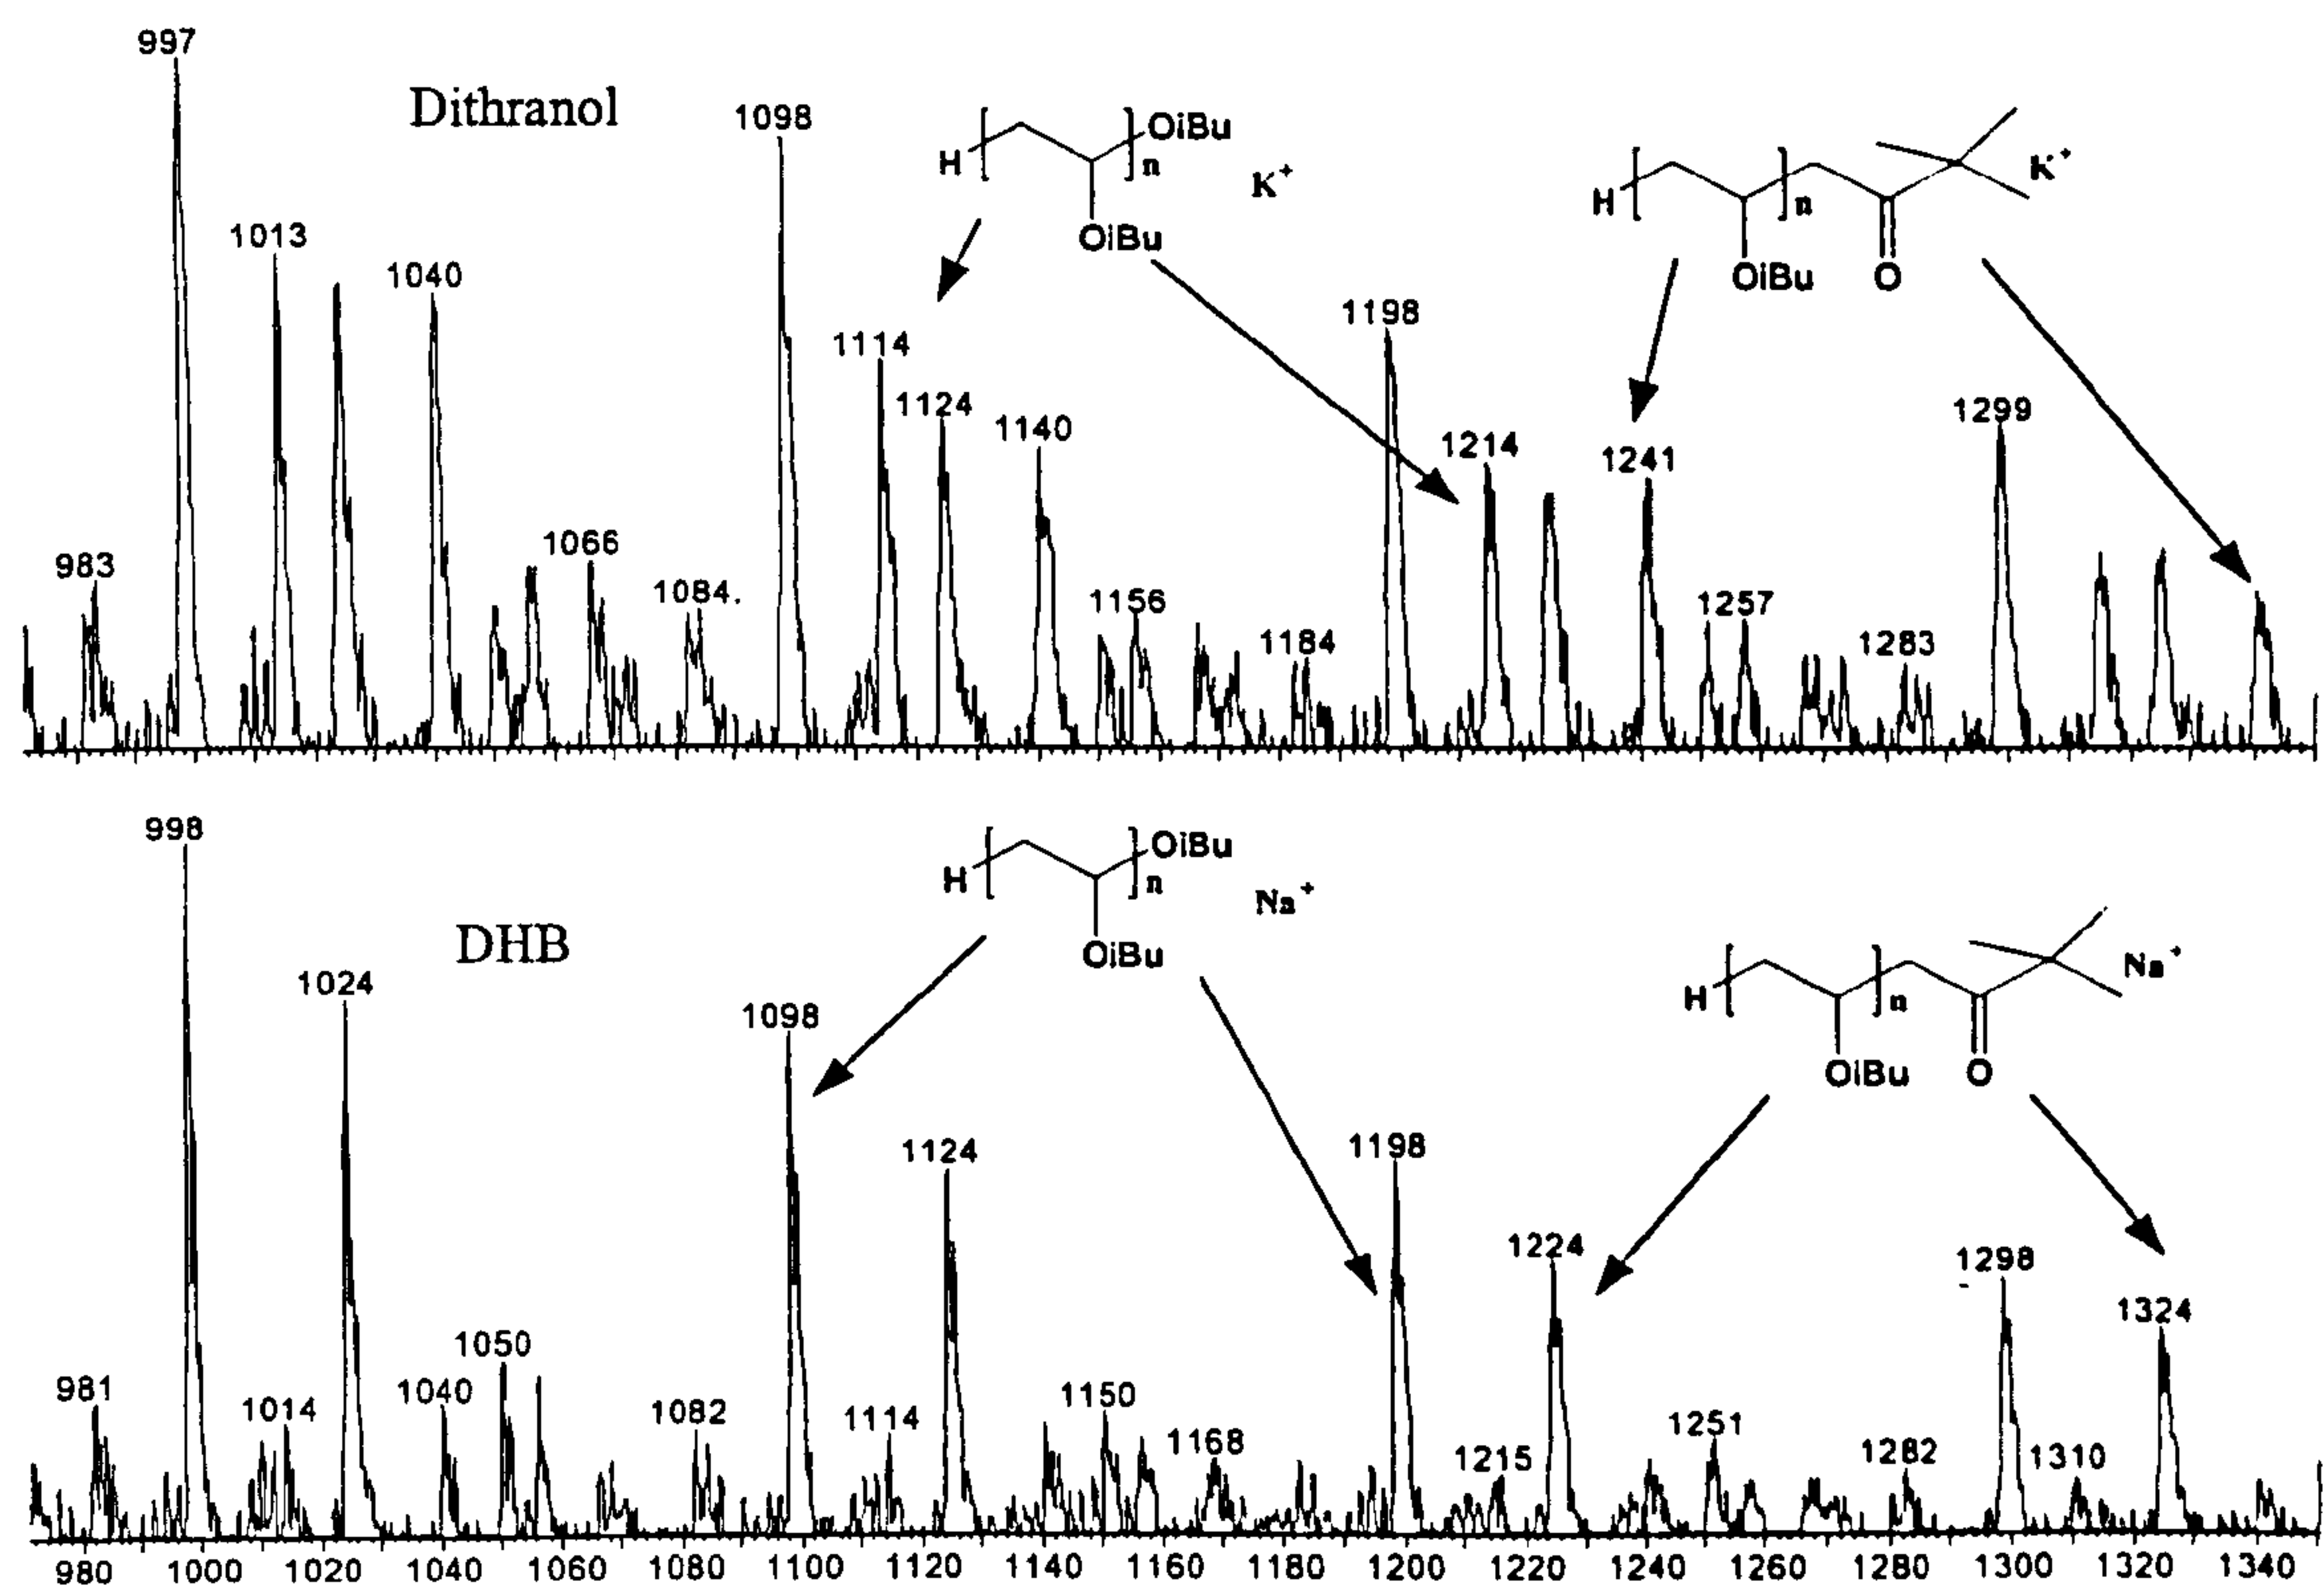 997
Dithranol
1098
OiBu
H
n
K+
OiBu
K+
H
n
OiBu
O
1013
1040
1198
1114
1124
1140
1299
1214
1241
983
1066
1084.
1156
1257
1184
1283
998
OiBu
H
n
Na+
OiBu
DHB
Na+
H
n
OiBu
O
1024
1098
1124
1198
1224
1298
1324
1050
981
1014
1040
1082
1114
1150
1168
1215
1251
1282
1310
980 1000 1020 1040 1060 1080 1100 1120 1140 1160 1180 1200 1220 1240 1260 1280 1300 1320 1340